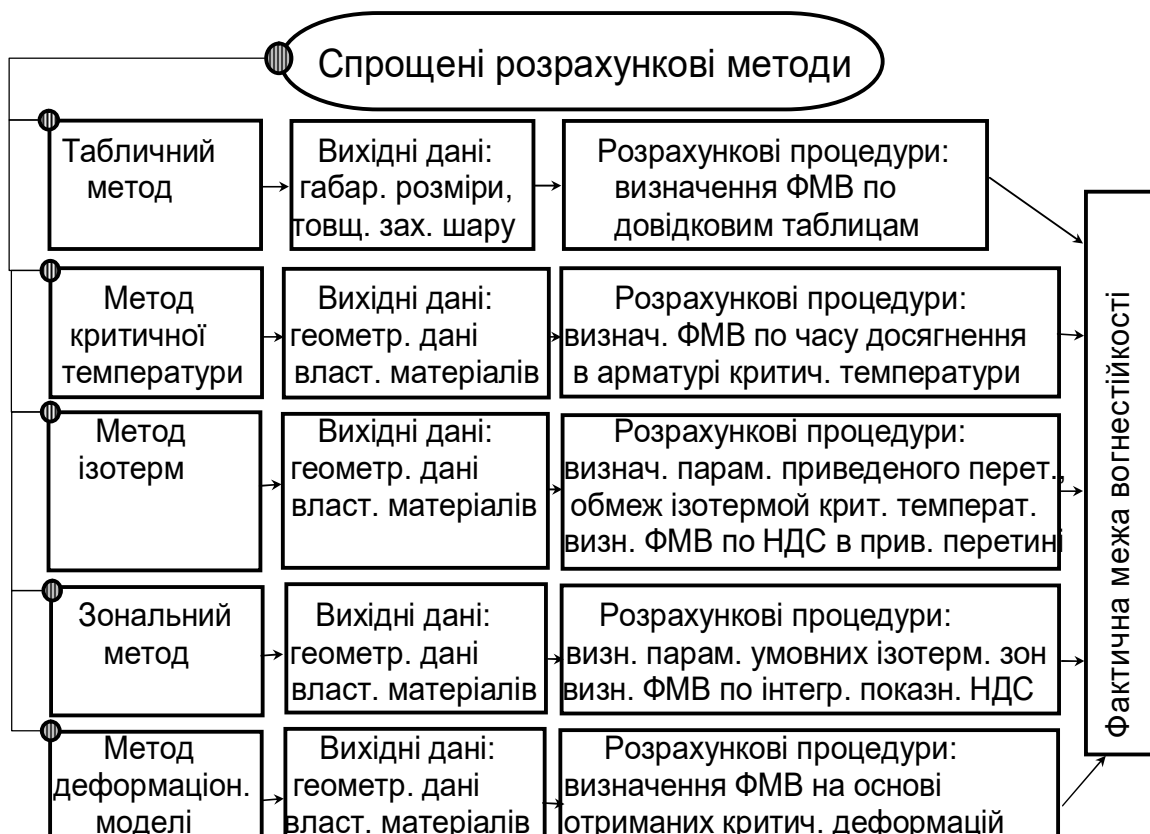 Спрощені розрахункові методи
Табличний
метод
Вихідні дані:
габар. розміри,
товщ. зах. шару
Розрахункові процедури:
визначення ФМВ по
довідковим таблицам
Метод
критичної
температури
Вихідні дані:
геометр. дані
власт. матеріалів
Розрахункові процедури:
визнач. ФМВ по часу досягнення
в арматурі критич. температури
Метод
ізотерм
Вихідні дані:
геометр. дані
власт. матеріалів
Розрахункові процедури:
визнач. парам. приведеного перет.,
обмеж ізотермой крит. температ.
визн. ФМВ по НДС в прив. перетині
Зональний
метод
Вихідні дані:
геометр. дані
власт. матеріалів
Розрахункові процедури:
визн. парам. умовних ізотерм. зон
визн. ФМВ по інтегр. показн. НДС
Метод
деформаціон.
моделі
Вихідні дані:
геометр. дані
власт. матеріалів
Розрахункові процедури:
визначення ФМВ на основі
отриманих критич. деформацій
Фактична межа вогнестійкості